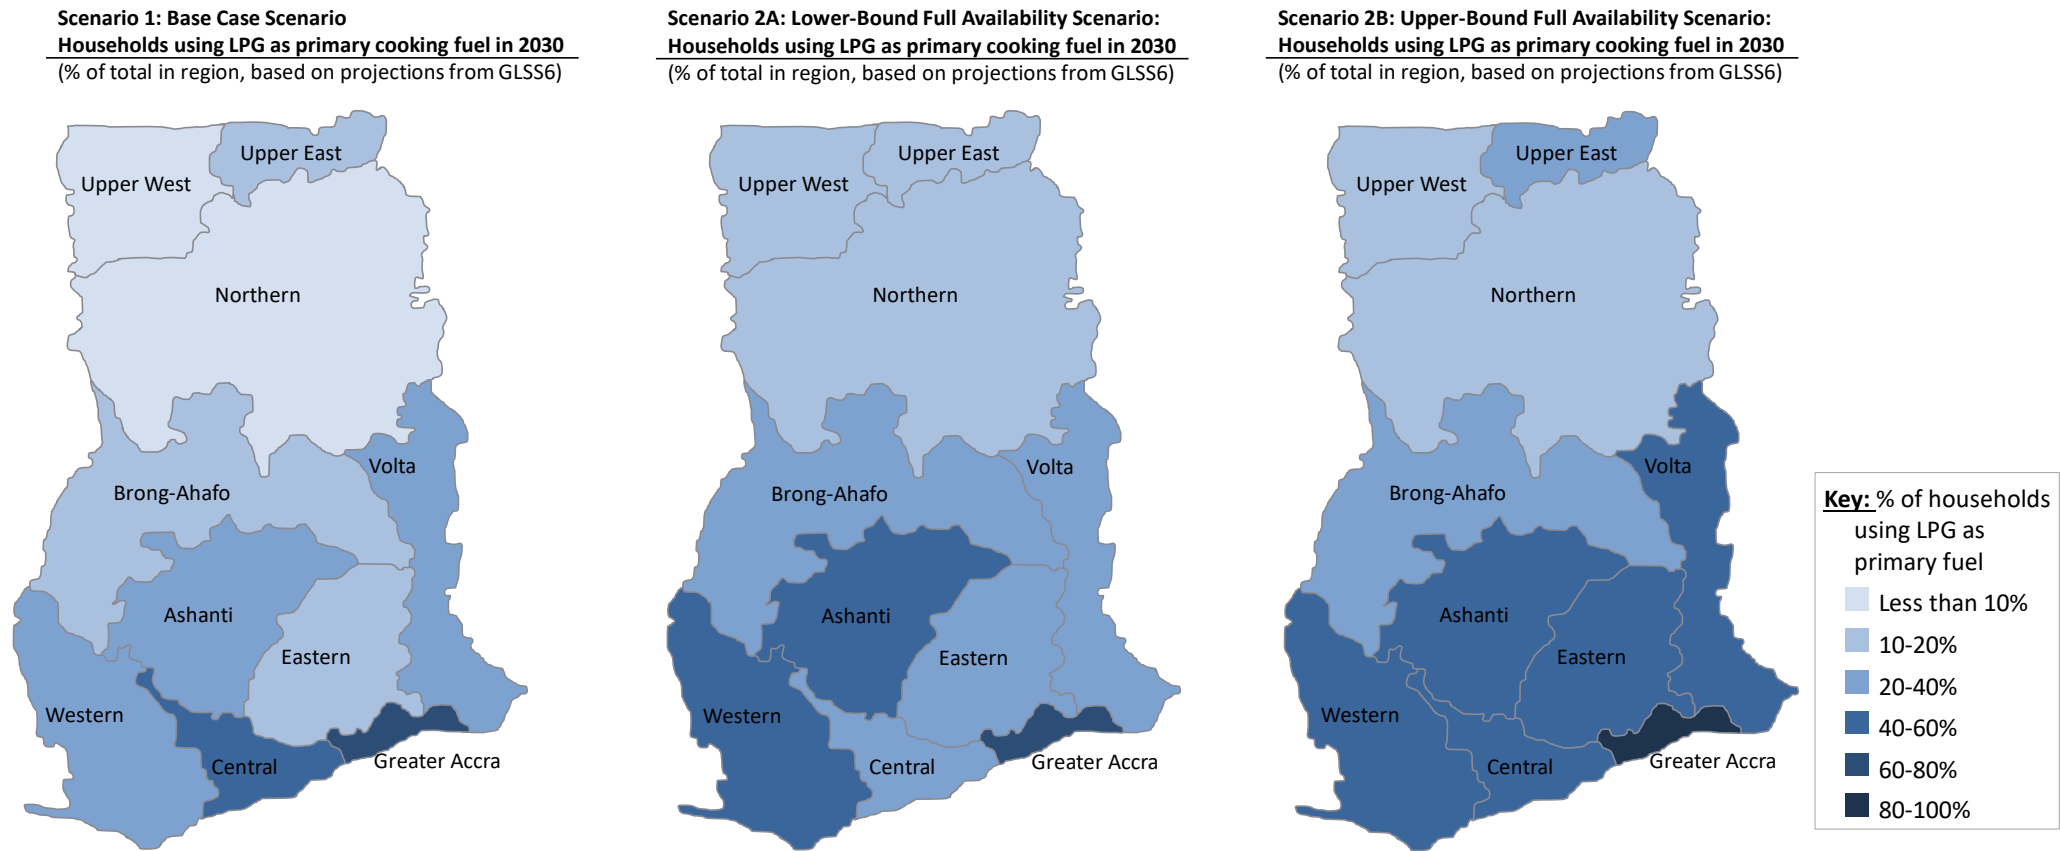 Scenario 1: Base Case Scenario
Households using LPG as primary cooking fuel in 2030
(% of total in region, based on projections from GLSS6)
Upper East
Upper West
Northern
Volta
Brong-Ahafo
Ashanti
Eastern
Western
Central
Greater Accra
Scenario 2A: Lower-Bound Full Availability Scenario:
Households using LPG as primary cooking fuel in 2030
(% of total in region, based on projections from GLSS6)
Upper East
Upper West
Northern
Volta
Brong-Ahafo
Ashanti
Eastern
Western
Central
Greater Accra
Scenario 2B: Upper-Bound Full Availability Scenario:
Households using LPG as primary cooking fuel in 2030
(% of total in region, based on projections from GLSS6)
Upper East
Upper West
Northern
Volta
Brong-Ahafo
Ashanti
Eastern
Western
Central
Greater Accra
Key: % of households
using LPG as
primary fuel
Less than 10%
10-20%
20-40%
40-60%
60-80%
80-100%